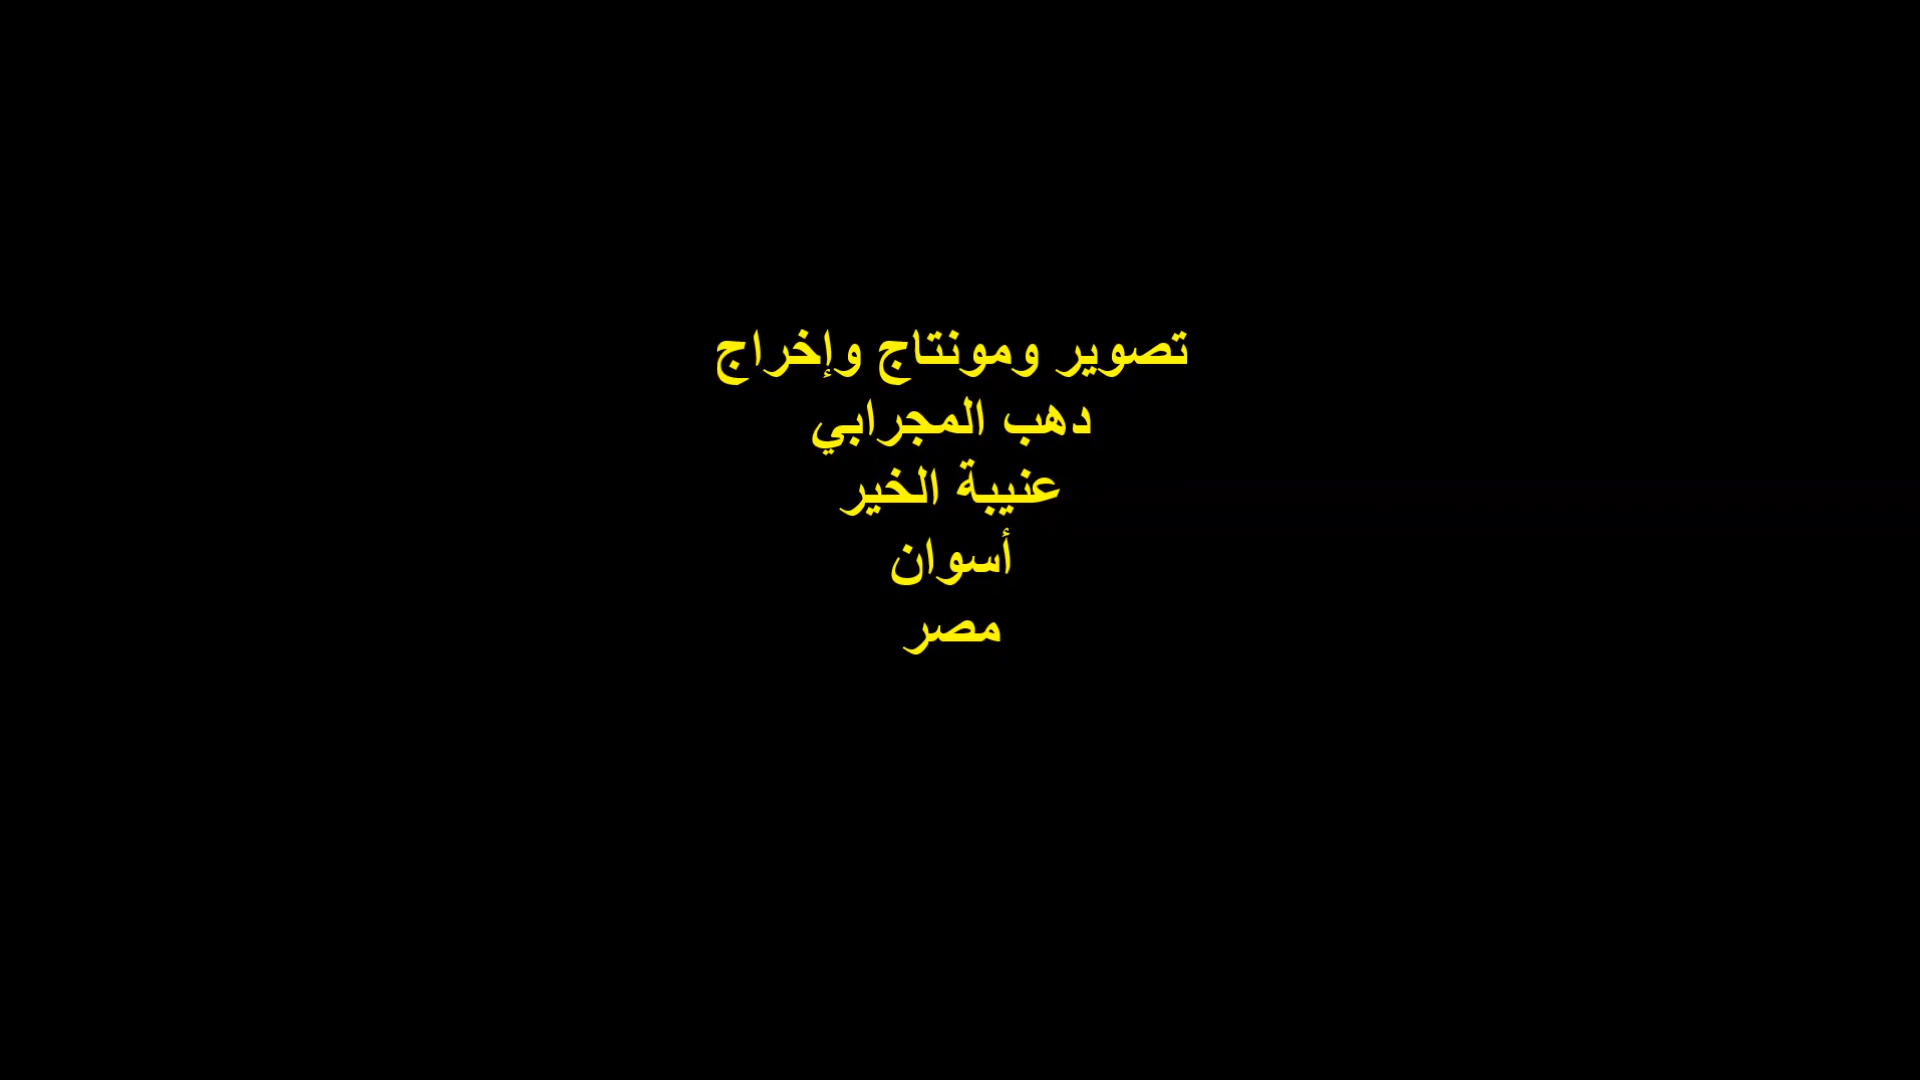 تصوير ومونتاج وإخراج
دهب المجرابي
عنيبة الخير
أسوان
مصر